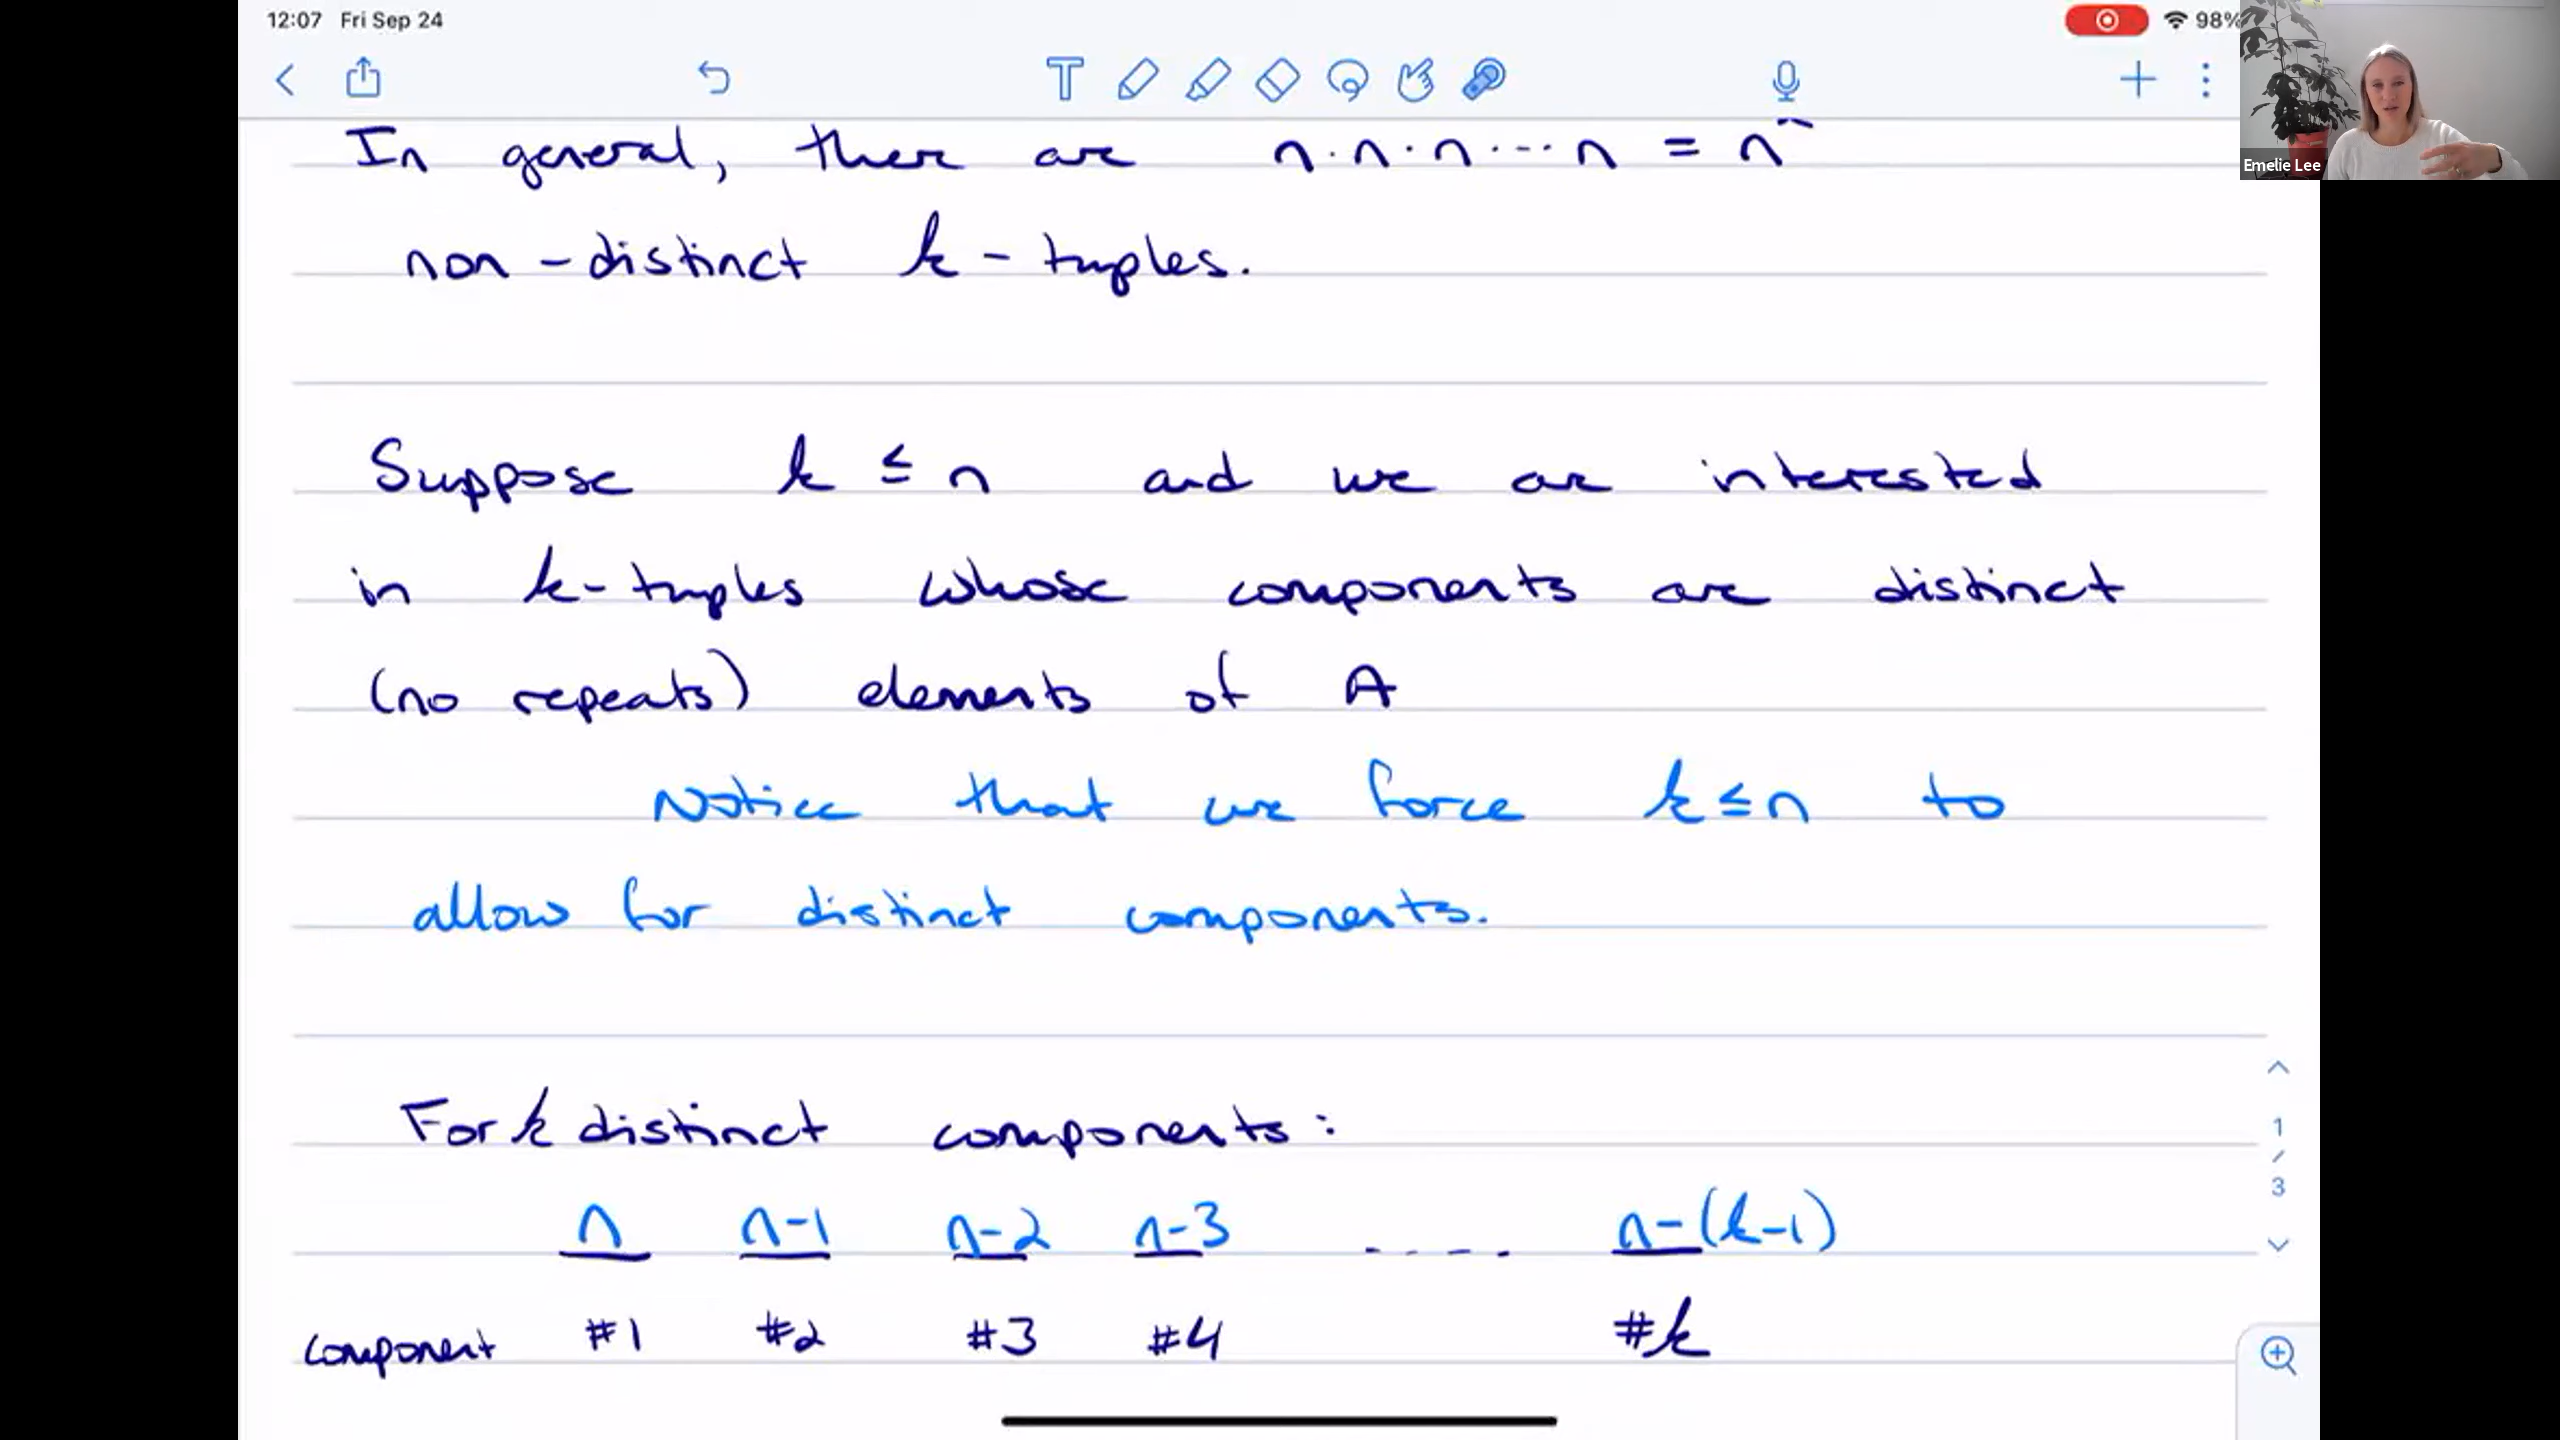 12:07 Fri Sep 24
98%
T
Emelie Lee
In general, there are n·n·n···n = n
non-distinct k-tuples.
Suppose k ≤ n and we are interested
in k-tuples whose components are distinct
(no repeats) elements of A
Notice that we force k≤n to
allow for distinct components.
For k distinct components:
n n-1 n-2 n-3 ..... n-(k-1)
component #1 #2 #3 #4 #k
1
/
3